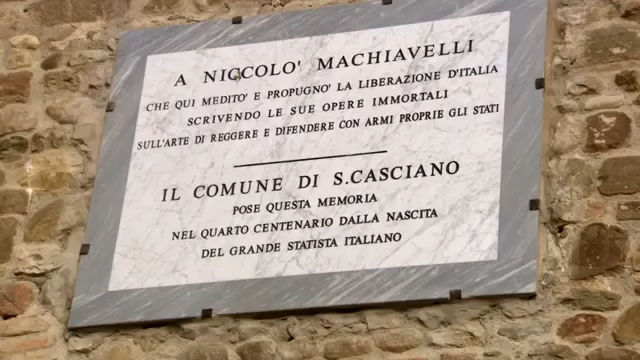 A NICCOLO' MACHIAVELLI
CHE QUI MEDITO' E PROPUGNO' LA LIBERAZIONE D'ITALIA
SCRIVENDO LE SUE OPERE IMMORTALI
SULL'ARTE DI REGGERE E DIFENDERE CON ARMI PROPRIE GLI STATI
IL COMUNE DI S.CASCIANO
POSE QUESTA MEMORIA
NEL QUARTO CENTENARIO DALLA NASCITA
DEL GRANDE STATISTA ITALIANO